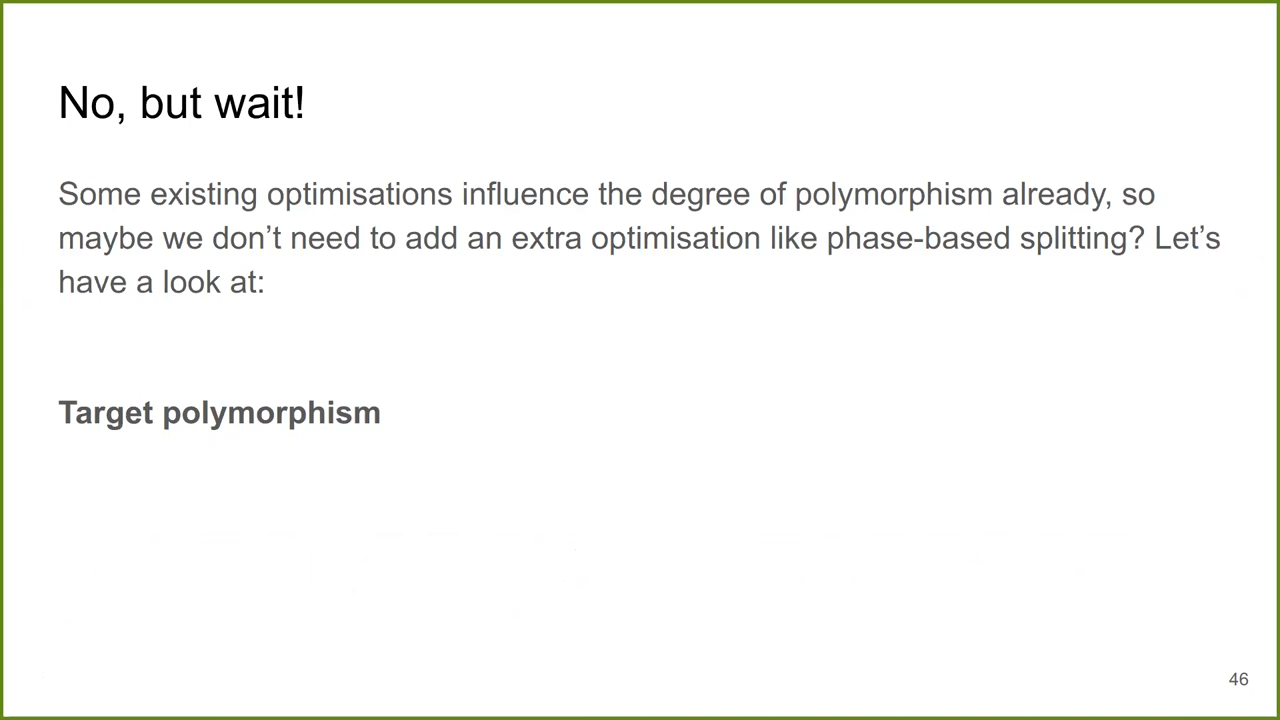 No, but wait!
Some existing optimisations influence the degree of polymorphism already, so
maybe we don’t need to add an extra optimisation like phase-based splitting? Let’s
have a look at:
Target polymorphism
46